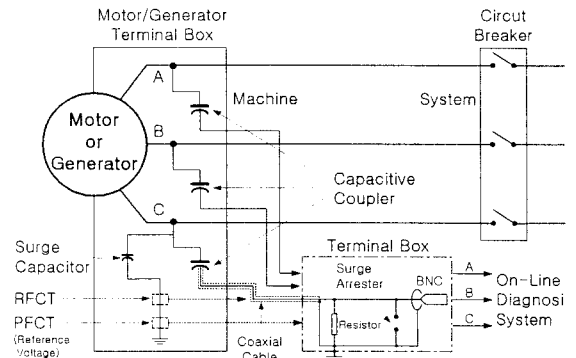 Motor/Generator
Terminal Box
Circut
Breaker
A
Machine
System
Motor
or
Generator
B
Capacitive
Coupler
C
Surge
Capacitor
Terminal Box
Surge
Arrester
BNC
A
On-Line
RFCT
B
Diagnosi
Resistor
C
System
PFCT
(Reference
Voltage)
Coaxial
Cable